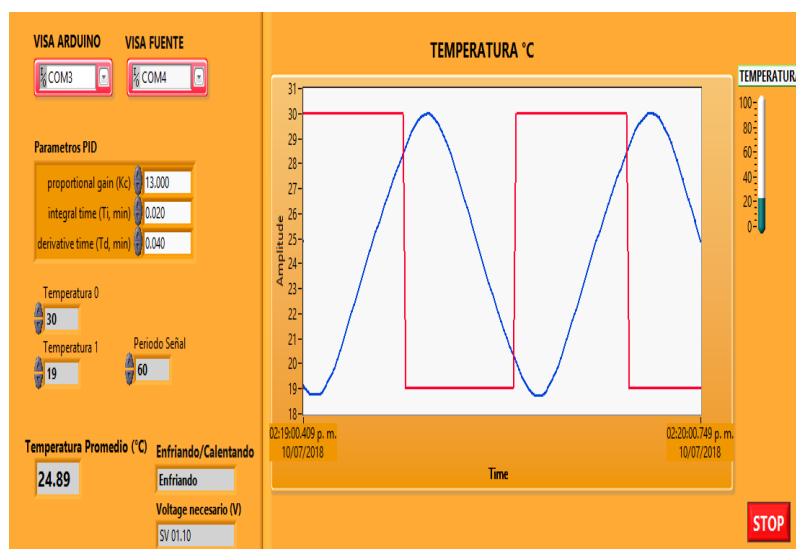 VISA ARDUINO
VISA FUENTE
COM3
COM4
Parametros PID
proportional gain (Kc) 13.000
integral time (Ti, min) 0.020
derivative time (Td, min) 0.040
Temperatura 0
30
Temperatura 1
19
Periodo Señal
60
Temperatura Promedio (°C)
24.89
Enfriando/Calentando
Enfriando
Voltage necesario (V)
SV 01.10
TEMPERATURA °C
Amplitude
31
30
29
28
27
26
25
24
23
22
21
20
19
18
02:19:00.409 p. m.
10/07/2018
02:20:00.749 p. m.
10/07/2018
Time
TEMPERATURA
100
80
60
40
20
0
STOP